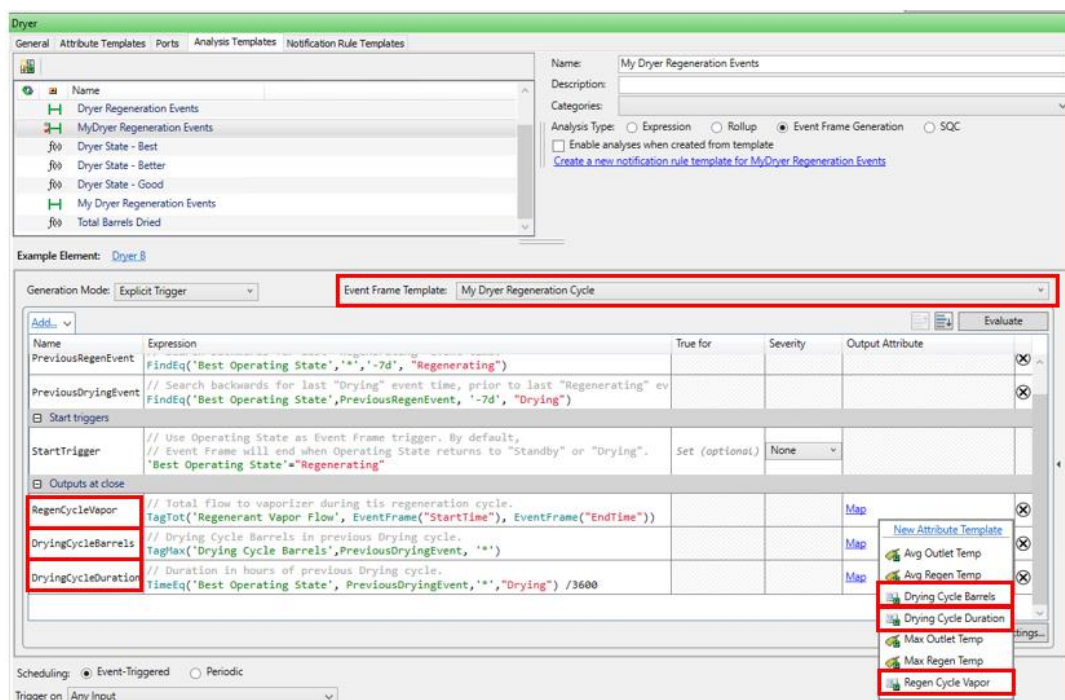 Dryer
General Attribute Templates Ports Analysis Templates Notification Rule Templates
Name: My Dryer Regeneration Events
Description:
Categories:
Analysis Type: Expression Rollup Event Frame Generation SQC
Enable analyses when created from template
Create a new notification rule template for MyDryer Regeneration Events
Name
Dryer Regeneration Events
MyDryer Regeneration Events
f(x) Dryer State - Best
f(x) Dryer State - Better
f(x) Dryer State - Good
My Dryer Regeneration Events
f(x) Total Barrels Dried
Example Element: Dryer B
Generation Mode: Explicit Trigger Event Frame Template: My Dryer Regeneration Cycle
Add... Evaluate
Name Expression True for Severity Output Attribute
PreviousRegenEvent
FindEq('Best Operating State','*','-7d', "Regenerating")
PreviousDryingEvent // Search backwards for last "Drying" event time, prior to last "Regenerating" ev
FindEq('Best Operating State',PreviousRegenEvent, '-7d', "Drying")
Start triggers
StartTrigger // Use Operating State as Event Frame trigger. By default,
// Event Frame will end when Operating State returns to "Standby" or "Drying".
'Best Operating State'="Regenerating"
Set (optional) None
Outputs at close
RegenCycleVapor // Total flow to vaporizer during tis regeneration cycle.
TagTot('Regenerant Vapor Flow', EventFrame("StartTime"), EventFrame("EndTime"))
Map
DryingCycleBarrels // Drying Cycle Barrels in previous Drying cycle.
TagMax('Drying Cycle Barrels',PreviousDryingEvent, '*')
Map
DryingCycleDuration // Duration in hours of previous Drying cycle.
TimeEq('Best Operating State', PreviousDryingEvent,'*',"Drying") /3600
Map
New Attribute Template
Avg Outlet Temp
Avg Regen Temp
Drying Cycle Barrels
Drying Cycle Duration
Max Outlet Temp
Max Regen Temp
Regen Cycle Vapor
ttings...
Scheduling: Event-Triggered Periodic
Trigger on Any Input